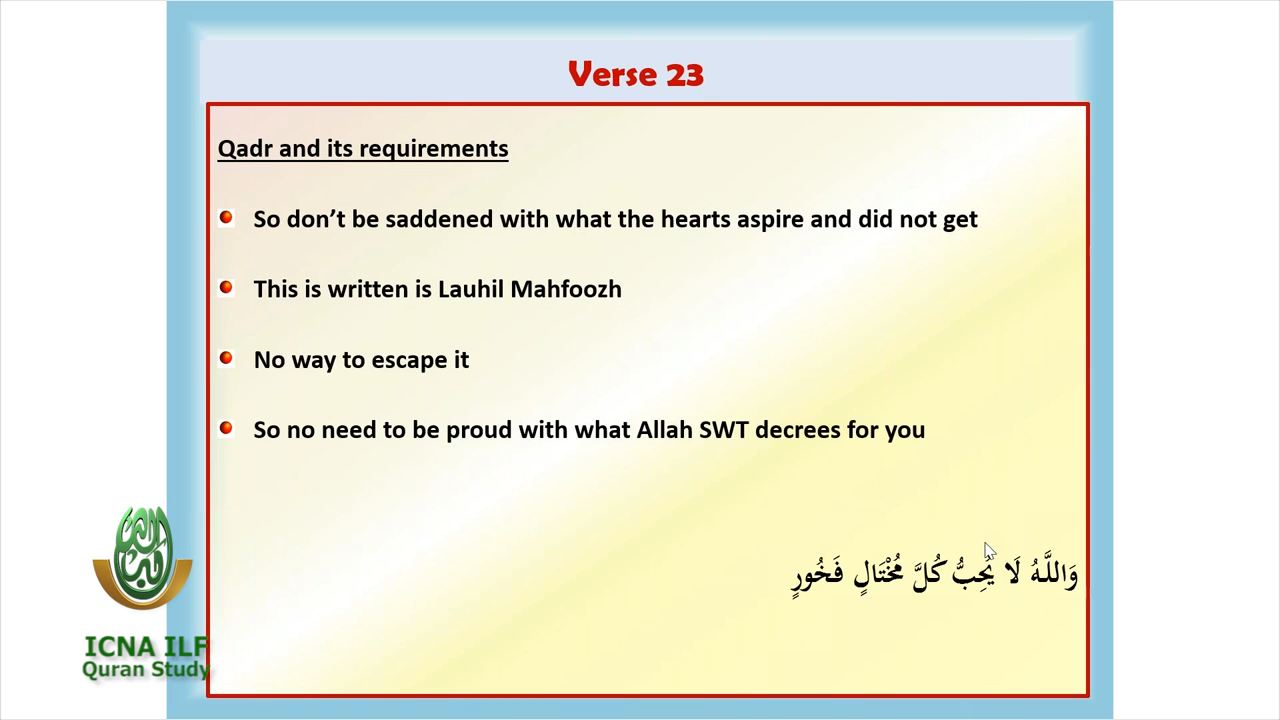 Verse 23
Qadr and its requirements
So don’t be saddened with what the hearts aspire and did not get
This is written is Lauhil Mahfoozh
No way to escape it
So no need to be proud with what Allah SWT decrees for you
وَاللَّهُ لَا يُحِبُّ كُلَّ مُخْتَالٍ فَخُورٍ
ICNA ILF
Quran Study